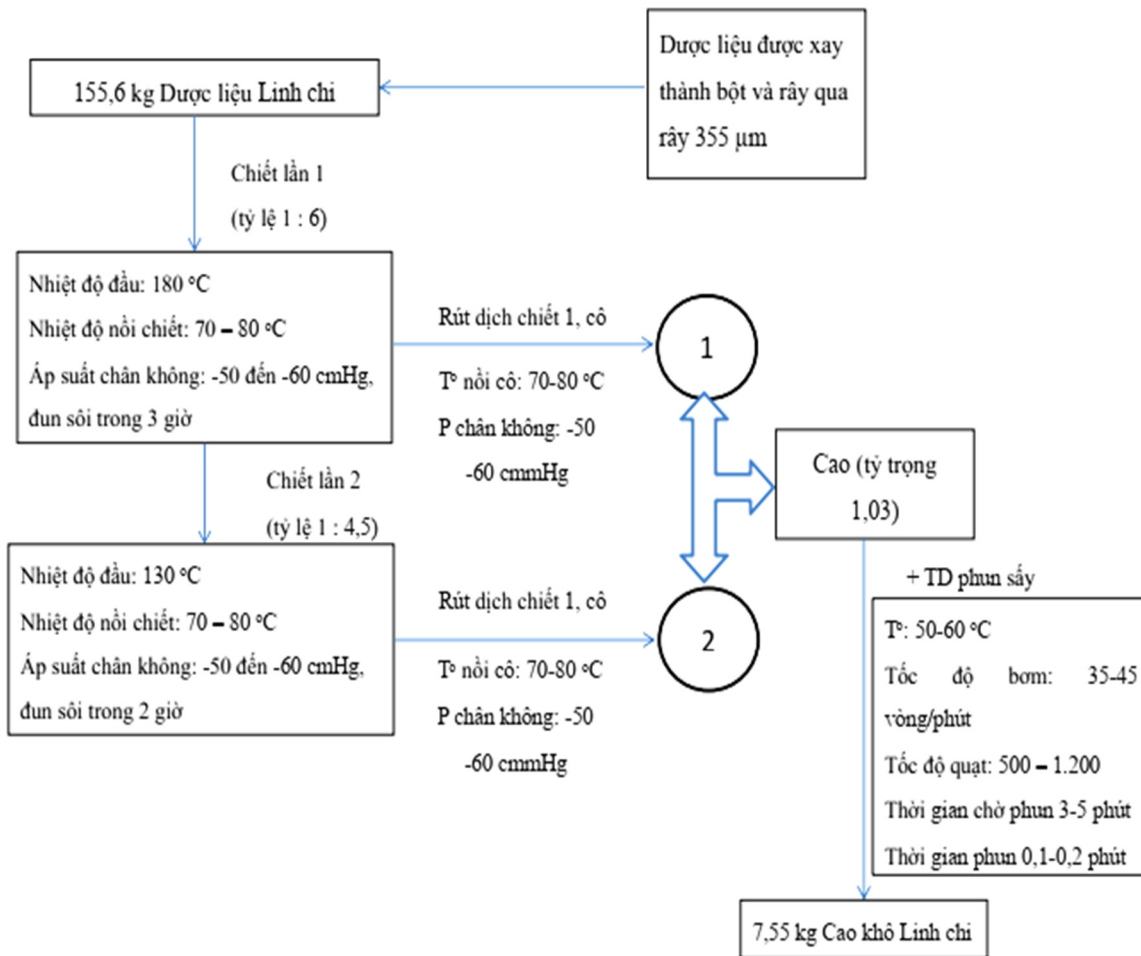 Dược liệu được xay
thành bột và rây qua
rây 355 µm
155,6 kg Dược liệu Linh chi
Chiết lần 1
(tỷ lệ 1 : 6)
Nhiệt độ đầu: 180 °C
Nhiệt độ nồi chiết: 70 – 80 °C
Áp suất chân không: -50 đến -60 cmHg,
đun sôi trong 3 giờ
Rút dịch chiết 1, cô
Tº nồi cô: 70-80 °C
P chân không: -50
-60 cmmHg
1
Cao (tỷ trọng
1,03)
Chiết lần 2
(tỷ lệ 1 : 4,5)
Nhiệt độ đầu: 130 °C
Nhiệt độ nồi chiết: 70 – 80 °C
Áp suất chân không: -50 đến -60 cmHg,
đun sôi trong 2 giờ
Rút dịch chiết 1, cô
Tº nồi cô: 70-80 °C
P chân không: -50
-60 cmmHg
2
+ TD phun sấy
Tº: 50-60 °C
Tốc độ bơm: 35-45
vòng/phút
Tốc độ quạt: 500 – 1.200
Thời gian chờ phun 3-5 phút
Thời gian phun 0,1-0,2 phút
7,55 kg Cao khô Linh chi